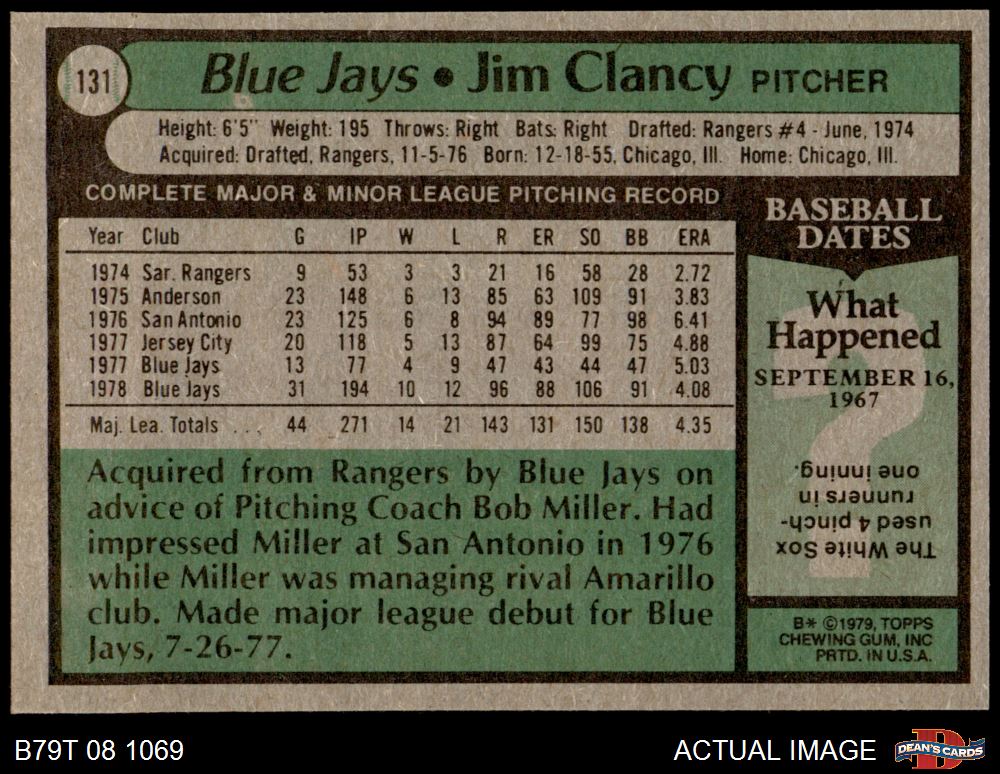 131
Blue Jays • Jim Clancy PITCHER
Height: 6'5" Weight: 195 Throws: Right Bats: Right Drafted: Rangers #4 - June, 1974
Acquired: Drafted, Rangers, 11-5-76 Born: 12-18-55, Chicago, Ill. Home: Chicago, Ill.
COMPLETE MAJOR & MINOR LEAGUE PITCHING RECORD
Year Club G IP W L R ER SO BB ERA
1974 Sar. Rangers 9 53 3 3 21 16 58 28 2.72
1975 Anderson 23 148 6 13 85 63 109 91 3.83
1976 San Antonio 23 125 6 8 94 89 77 98 6.41
1977 Jersey City 20 118 5 13 87 64 99 75 4.88
1977 Blue Jays 13 77 4 9 47 43 44 47 5.03
1978 Blue Jays 31 194 10 12 96 88 106 91 4.08
Maj. Lea. Totals . . . 44 271 14 21 143 131 150 138 4.35
Acquired from Rangers by Blue Jays on
advice of Pitching Coach Bob Miller. Had
impressed Miller at San Antonio in 1976
while Miller was managing rival Amarillo
club. Made major league debut for Blue
Jays, 7-26-77.
BASEBALL
DATES
What
Happened
SEPTEMBER 16,
1967
?
The White Sox
used 4 pinch-
runners in
one inning.
B* ©1979, TOPPS
CHEWING GUM, INC
PRTD. IN U.S.A.
B79T 08 1069
ACTUAL IMAGE
DEAN'S CARDS